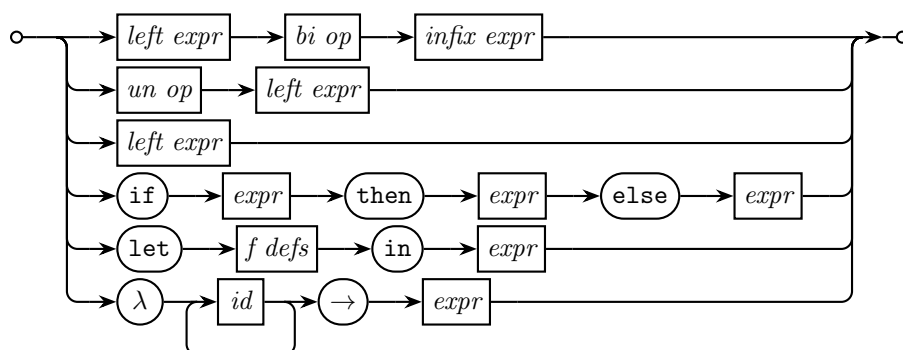 left expr bi op infix expr
un op left expr
left expr
if expr then expr else expr
let f defs in expr
λ id → expr